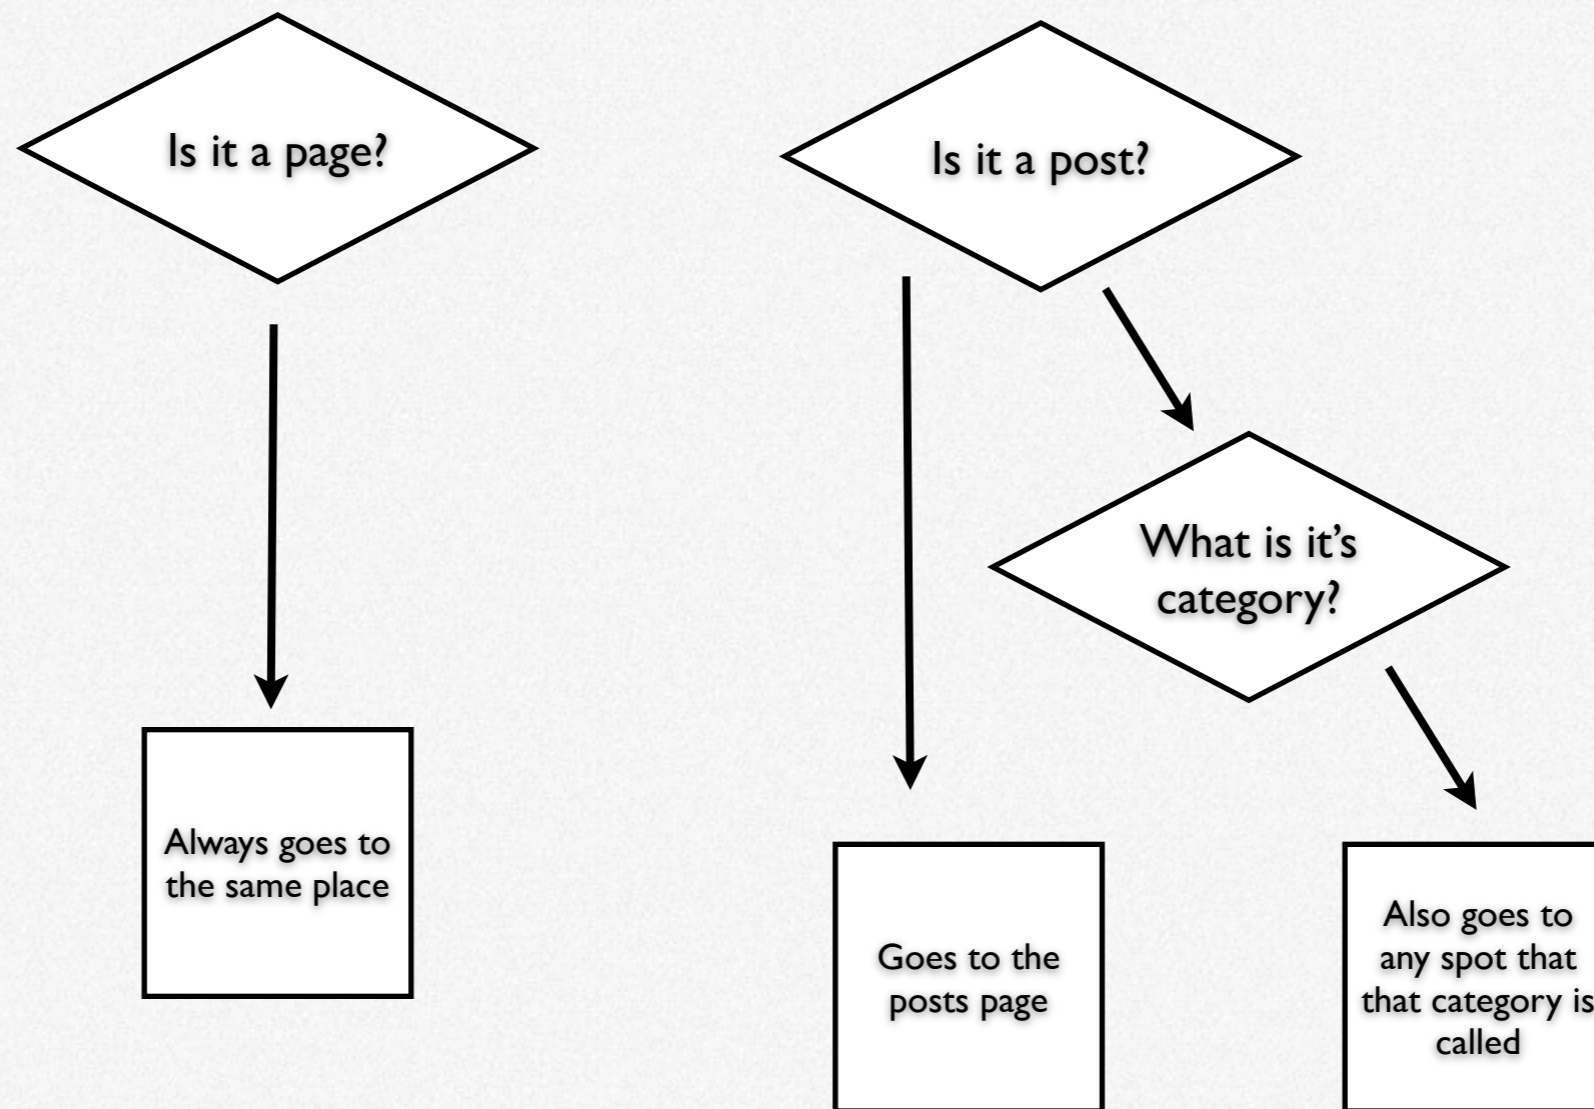 Is it a page?
Is it a post?
What is it’s
category?
Always goes to
the same place
Goes to the
posts page
Also goes to
any spot that
that category is
called